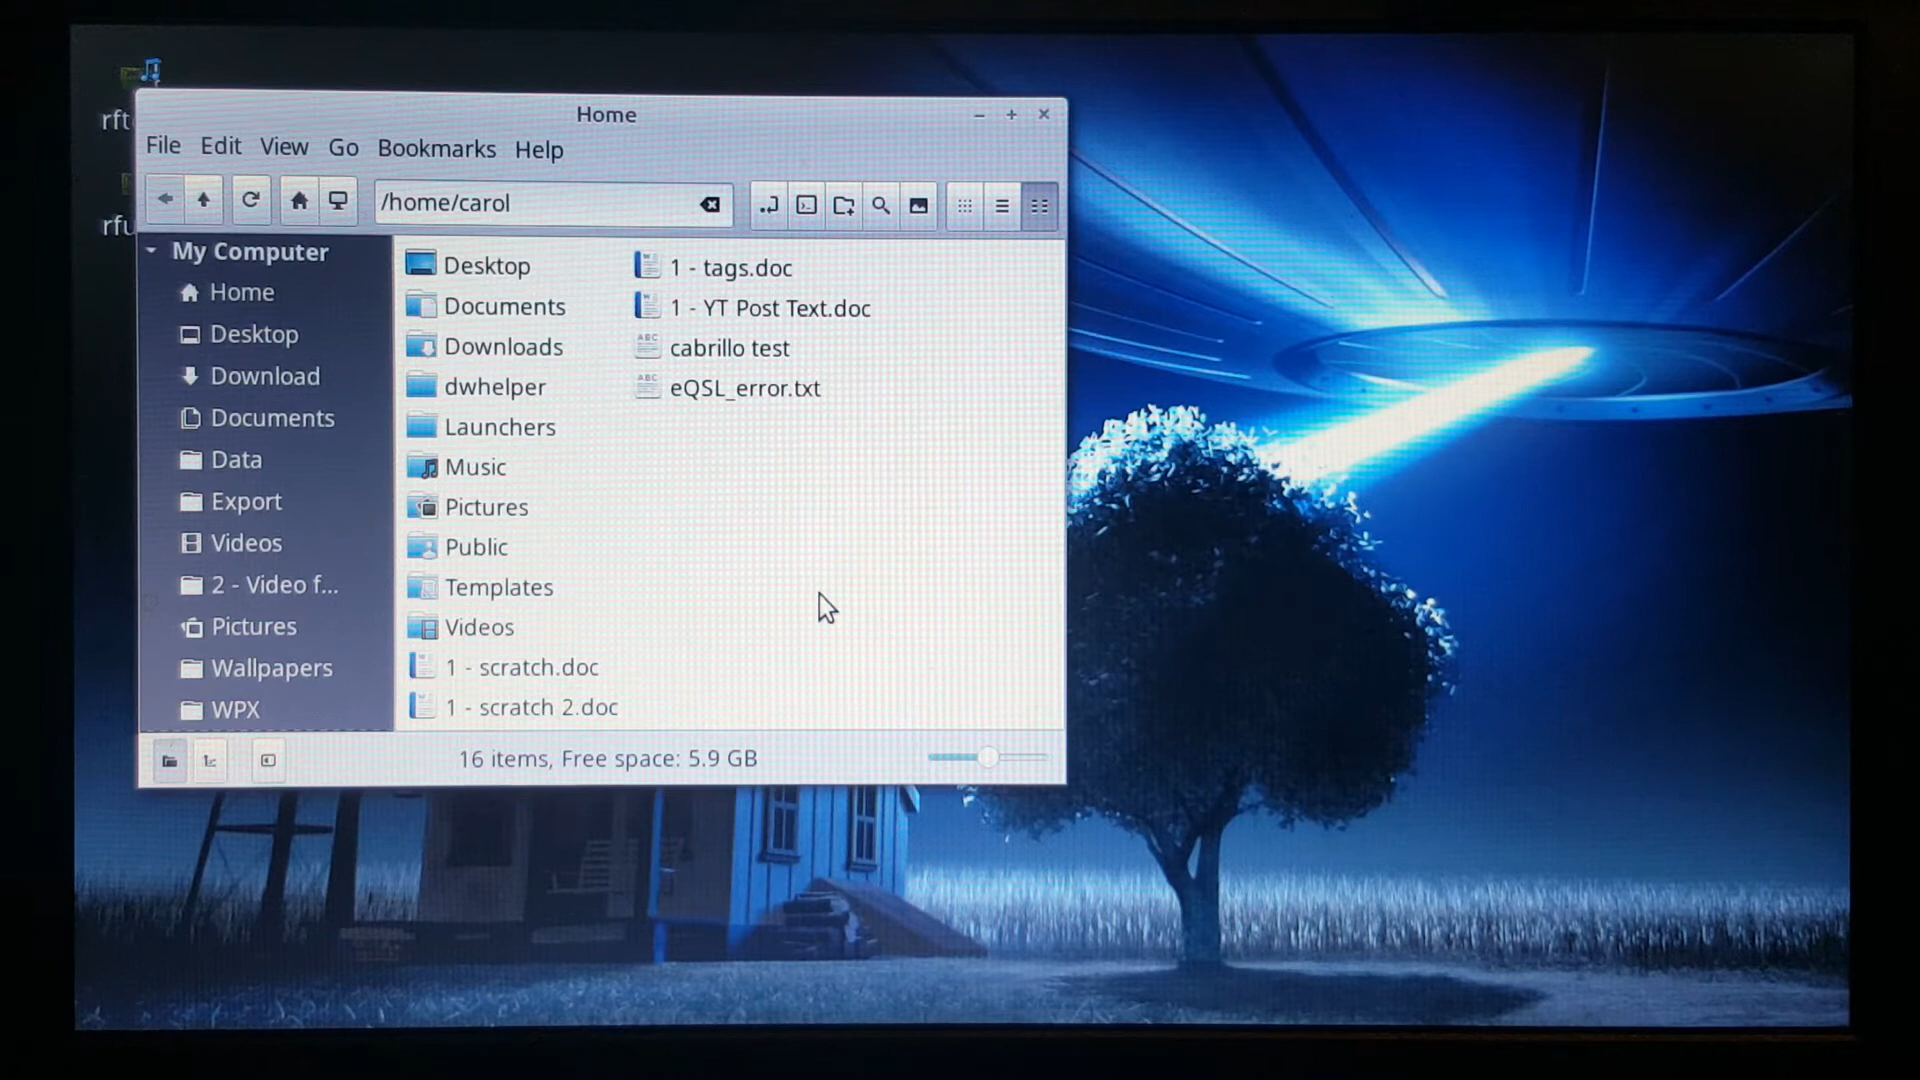 Home
File Edit View Go Bookmarks Help
/home/carol
My Computer
Home
Desktop
Download
Documents
Data
Export
Videos
2 - Video f...
Pictures
Wallpapers
WPX
Desktop
Documents
Downloads
dwhelper
Launchers
Music
Pictures
Public
Templates
Videos
1 - scratch.doc
1 - scratch 2.doc
1 - tags.doc
1 - YT Post Text.doc
cabrillo test
eQSL_error.txt
16 items, Free space: 5.9 GB